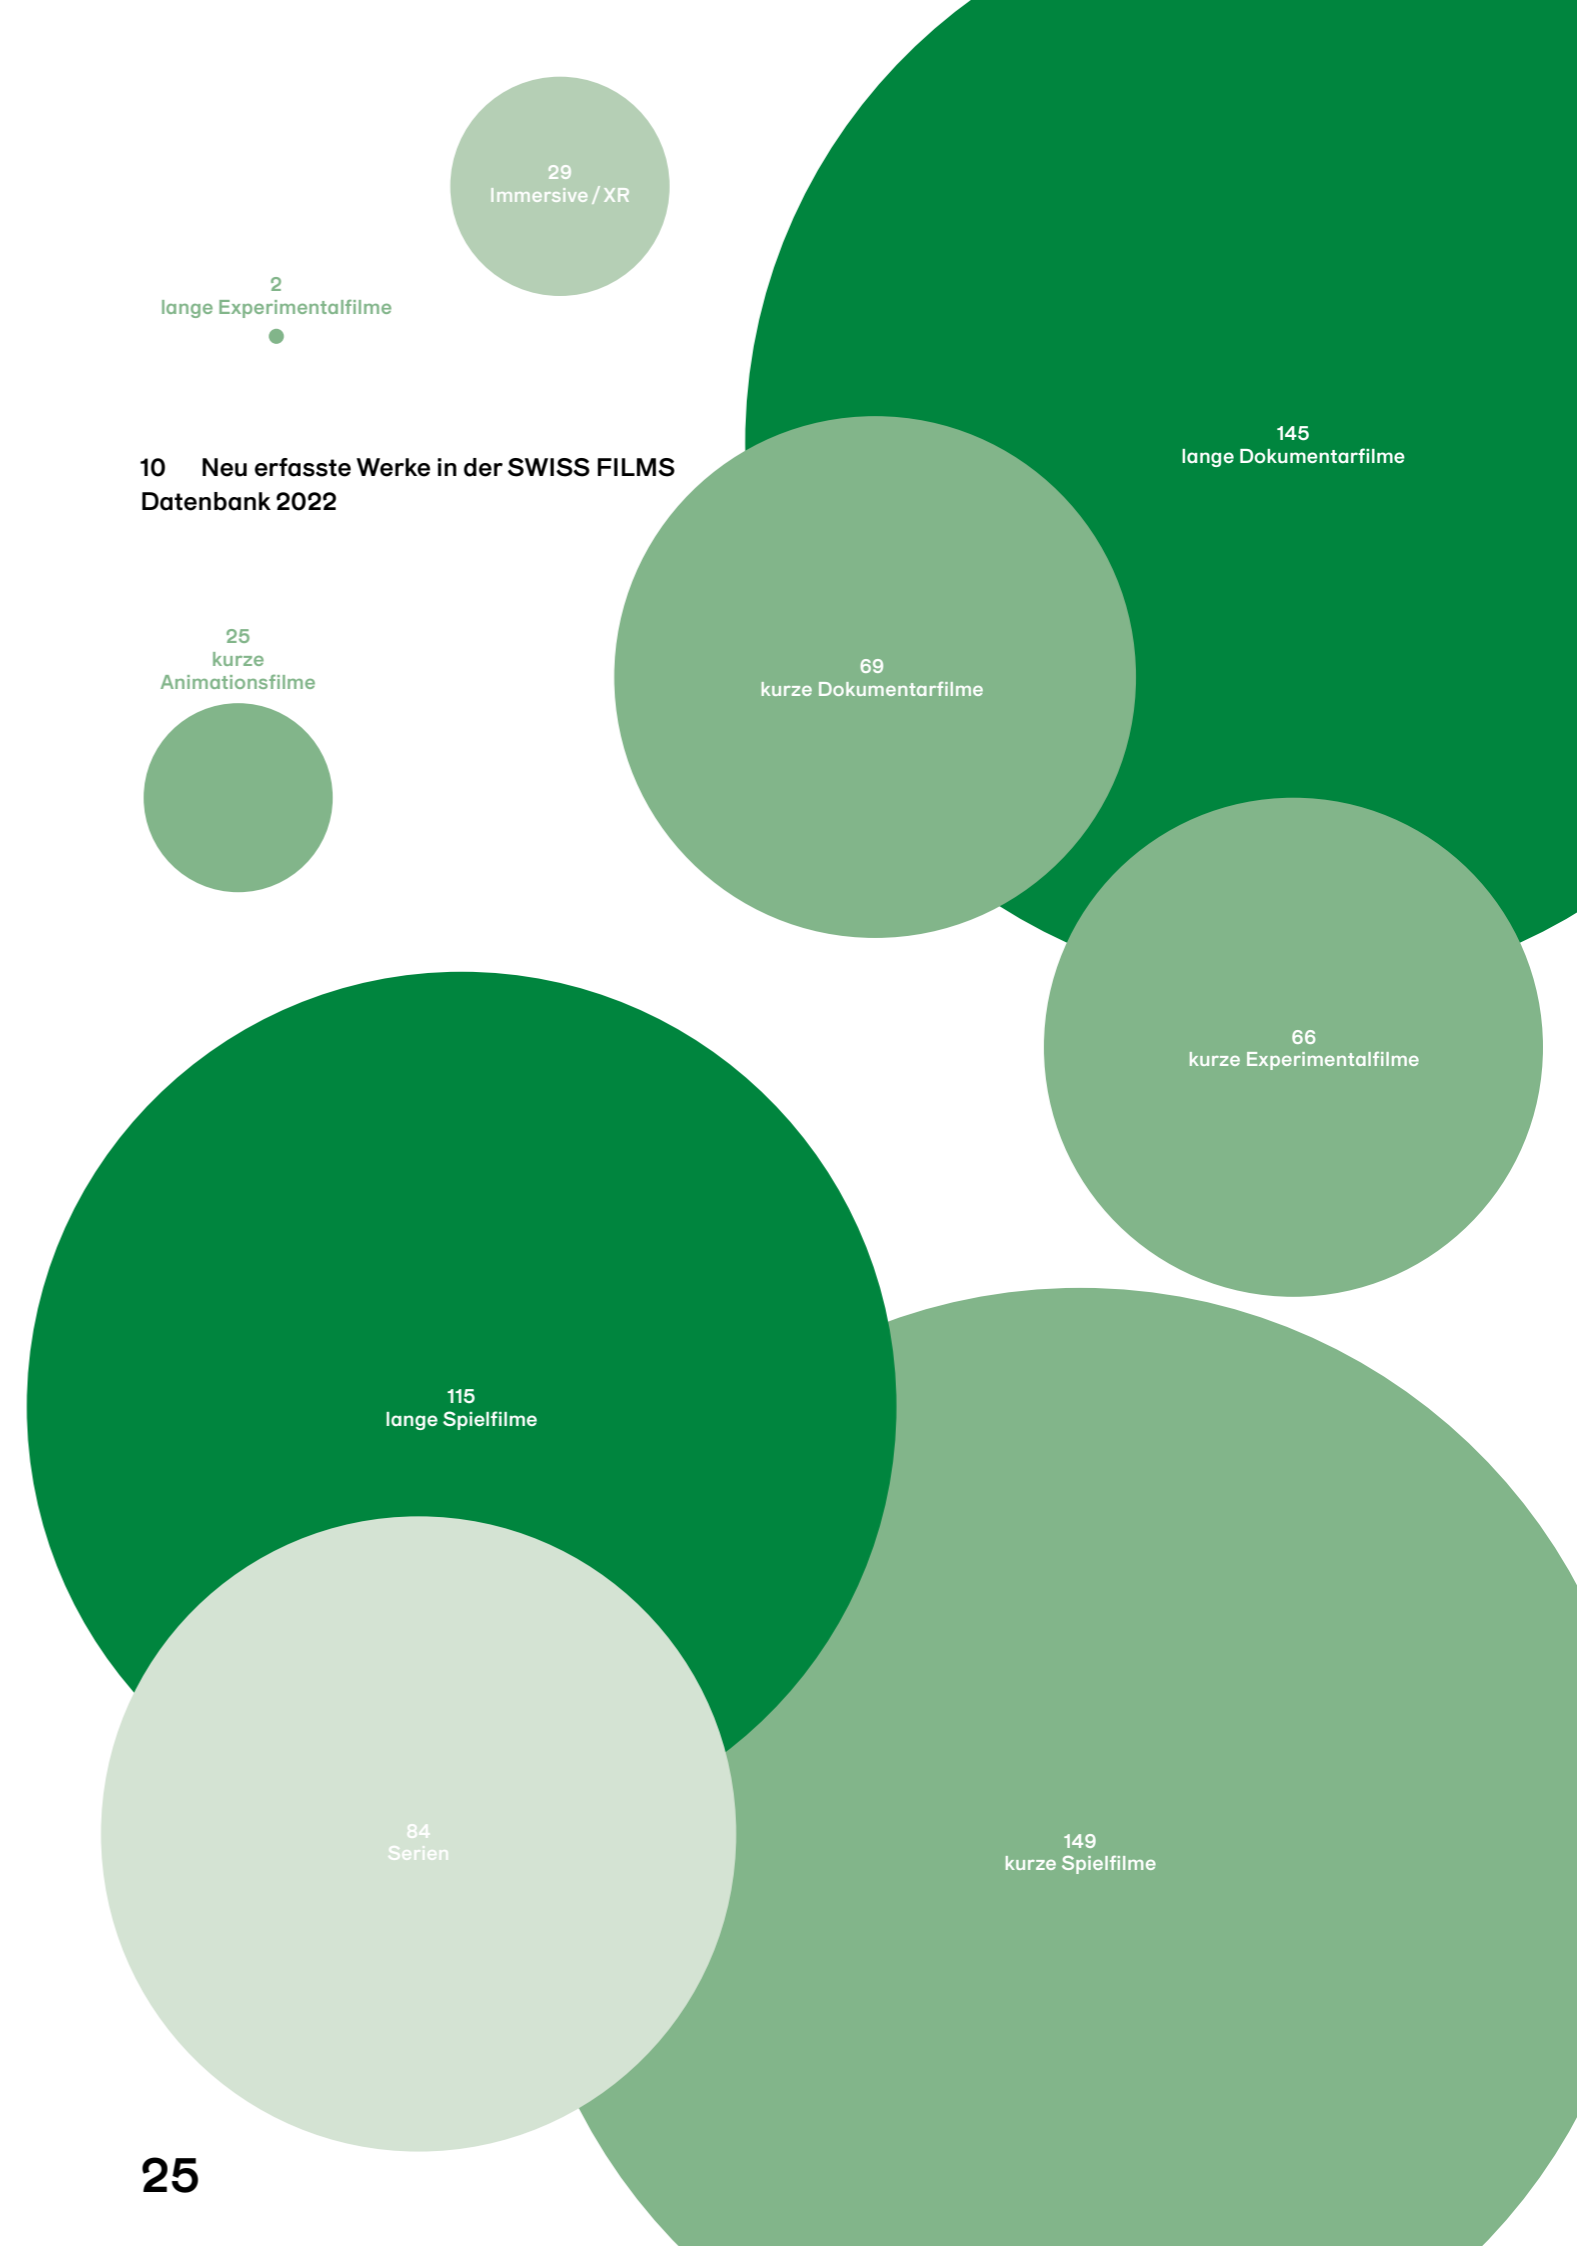 29
Immersive / XR
2
lange Experimentalfilme
145
lange Dokumentarfilme
10 Neu erfasste Werke in der SWISS FILMS
Datenbank 2022
25
kurze
Animationsfilme
69
kurze Dokumentarfilme
66
kurze Experimentalfilme
115
lange Spielfilme
84
Serien
149
kurze Spielfilme
25